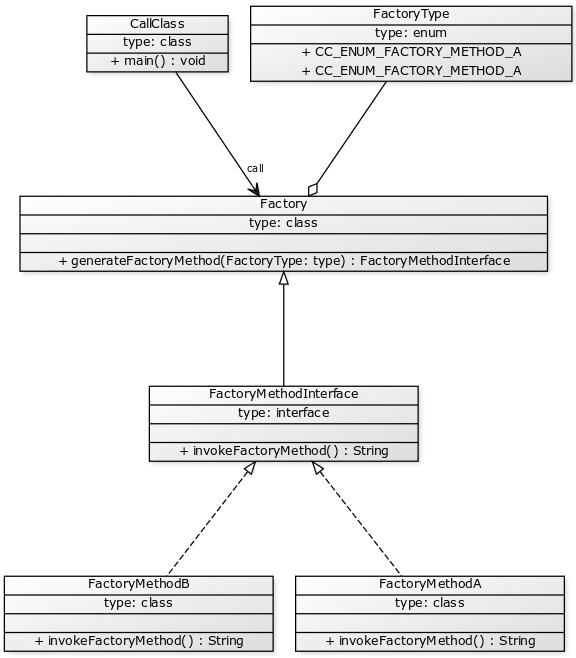 CallClass
type: class
+ main() : void
FactoryType
type: enum
+ CC_ENUM_FACTORY_METHOD_A
+ CC_ENUM_FACTORY_METHOD_A
call
Factory
type: class
+ generateFactoryMethod(FactoryType: type) : FactoryMethodInterface
FactoryMethodInterface
type: interface
+ invokeFactoryMethod() : String
FactoryMethodB
type: class
+ invokeFactoryMethod() : String
FactoryMethodA
type: class
+ invokeFactoryMethod() : String